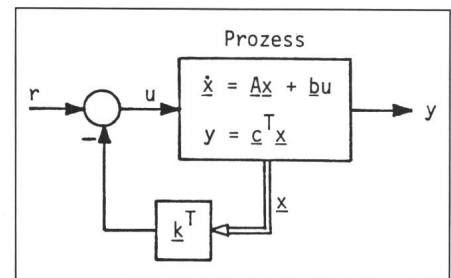 Prozess
r
u
ẋ = Ax + bu
y = cᵀx
y
−
x
kᵀ